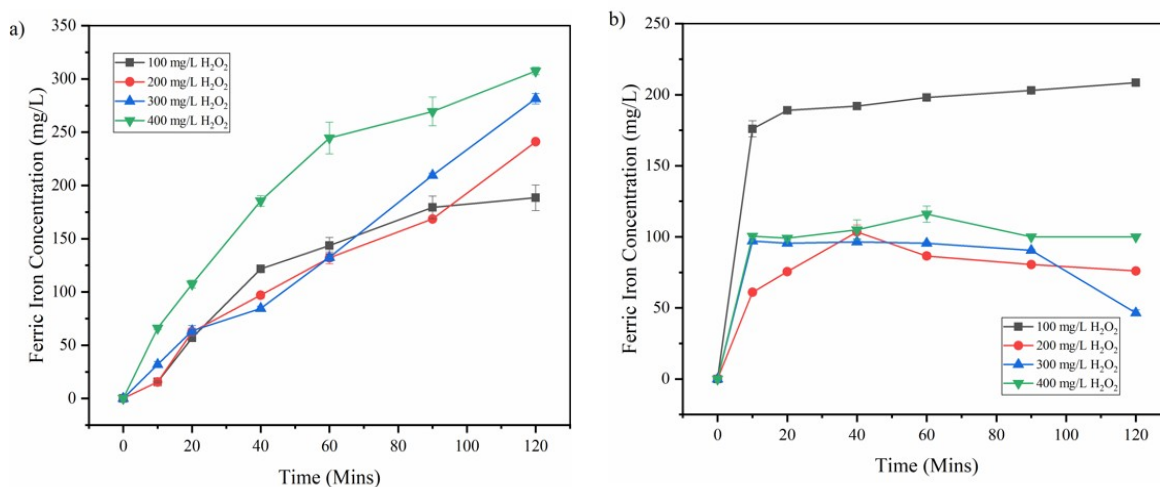 a)
Ferric Iron Concentration (mg/L)
350
300
250
200
150
100
50
0
100 mg/L H₂O₂
200 mg/L H₂O₂
300 mg/L H₂O₂
400 mg/L H₂O₂
0 20 40 60 80 100 120
Time (Mins)
b)
Ferric Iron Concentration (mg/L)
250
200
150
100
50
0
100 mg/L H₂O₂
200 mg/L H₂O₂
300 mg/L H₂O₂
400 mg/L H₂O₂
0 20 40 60 80 100 120
Time (Mins)